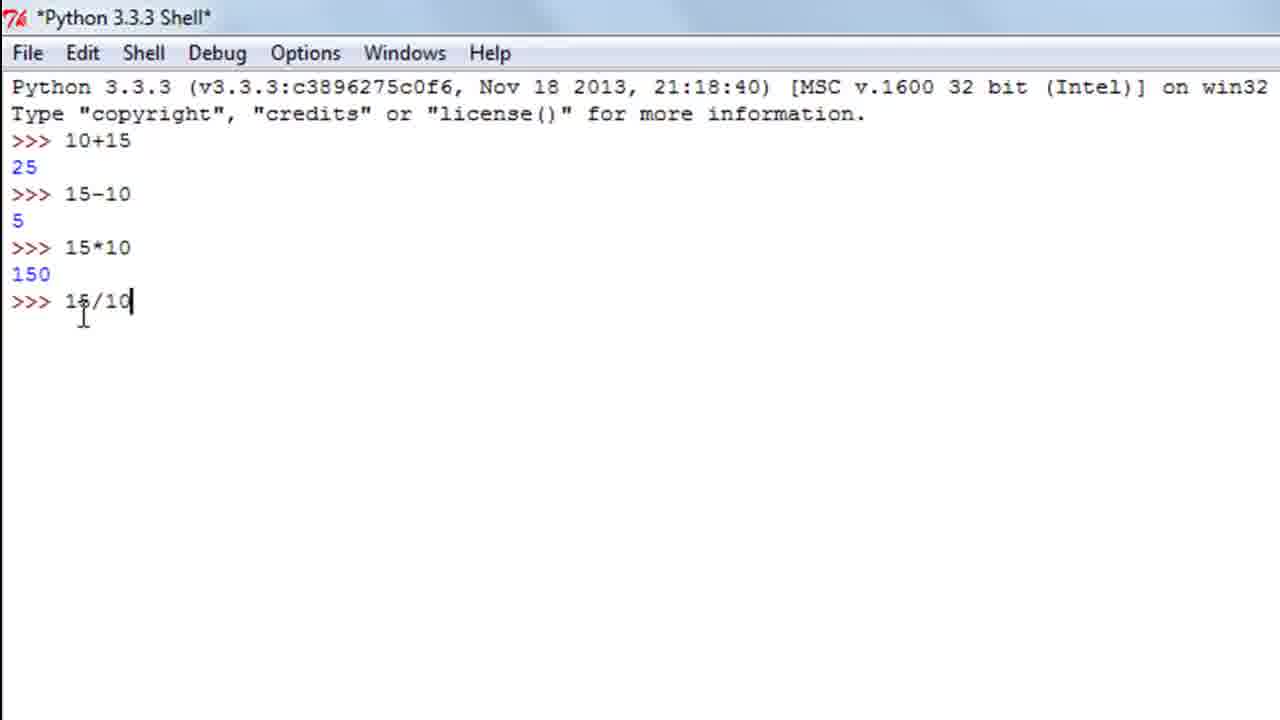 *Python 3.3.3 Shell*
File Edit Shell Debug Options Windows Help
Python 3.3.3 (v3.3.3:c3896275c0f6, Nov 18 2013, 21:18:40) [MSC v.1600 32 bit (Intel)] on win32
Type "copyright", "credits" or "license()" for more information.
>>> 10+15
25
>>> 15-10
5
>>> 15*10
150
>>> 15/10